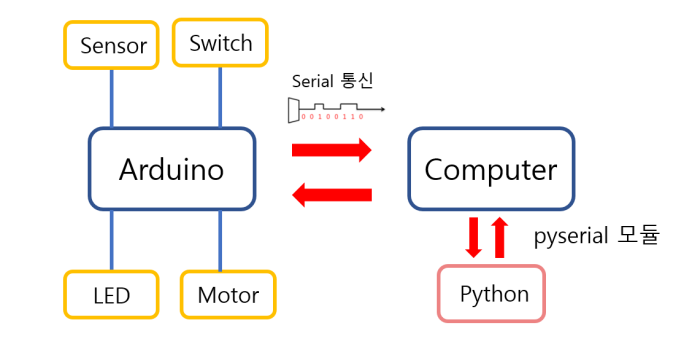 Sensor
Switch
Serial 통신
00100110
Arduino
Computer
pyserial 모듈
LED
Motor
Python